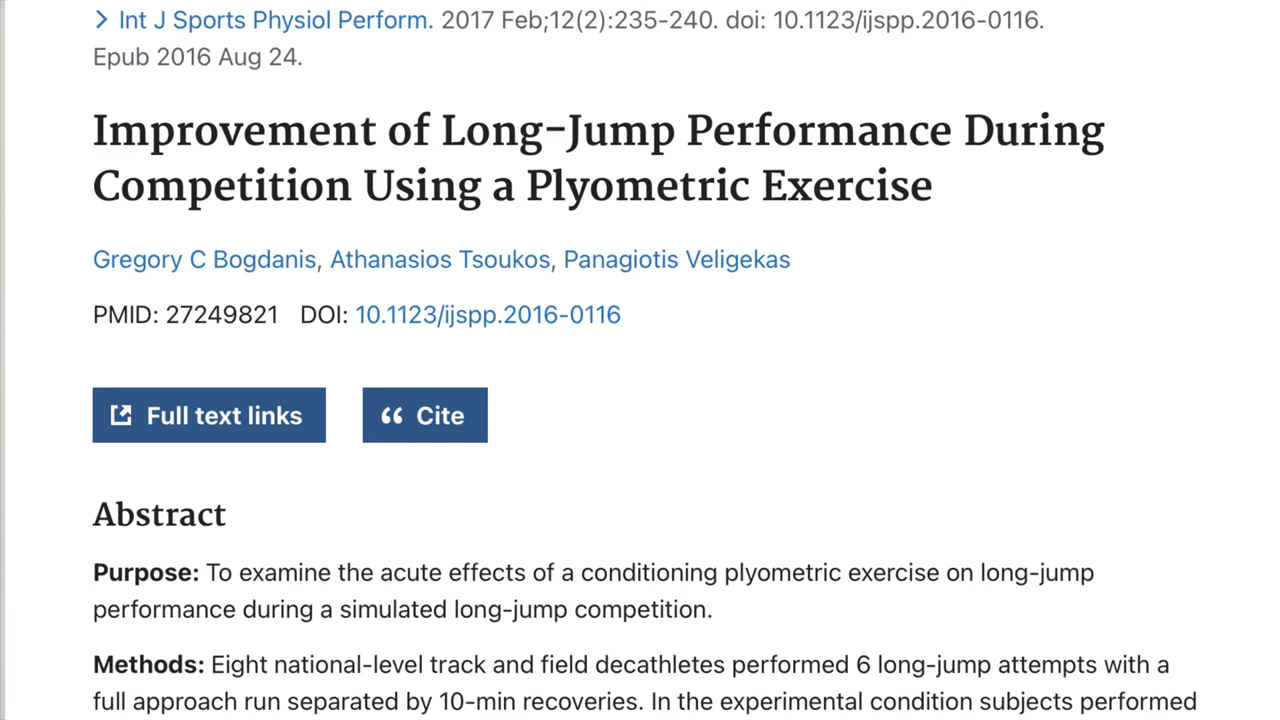 Int J Sports Physiol Perform. 2017 Feb;12(2):235-240. doi: 10.1123/ijspp.2016-0116.
Epub 2016 Aug 24.
Improvement of Long-Jump Performance During
Competition Using a Plyometric Exercise
Gregory C Bogdanis, Athanasios Tsoukos, Panagiotis Veligekas
PMID: 27249821 DOI: 10.1123/ijspp.2016-0116
Full text links
Cite
Abstract
Purpose: To examine the acute effects of a conditioning plyometric exercise on long-jump
performance during a simulated long-jump competition.
Methods: Eight national-level track and field decathletes performed 6 long-jump attempts with a
full approach run separated by 10-min recoveries. In the experimental condition subjects performed